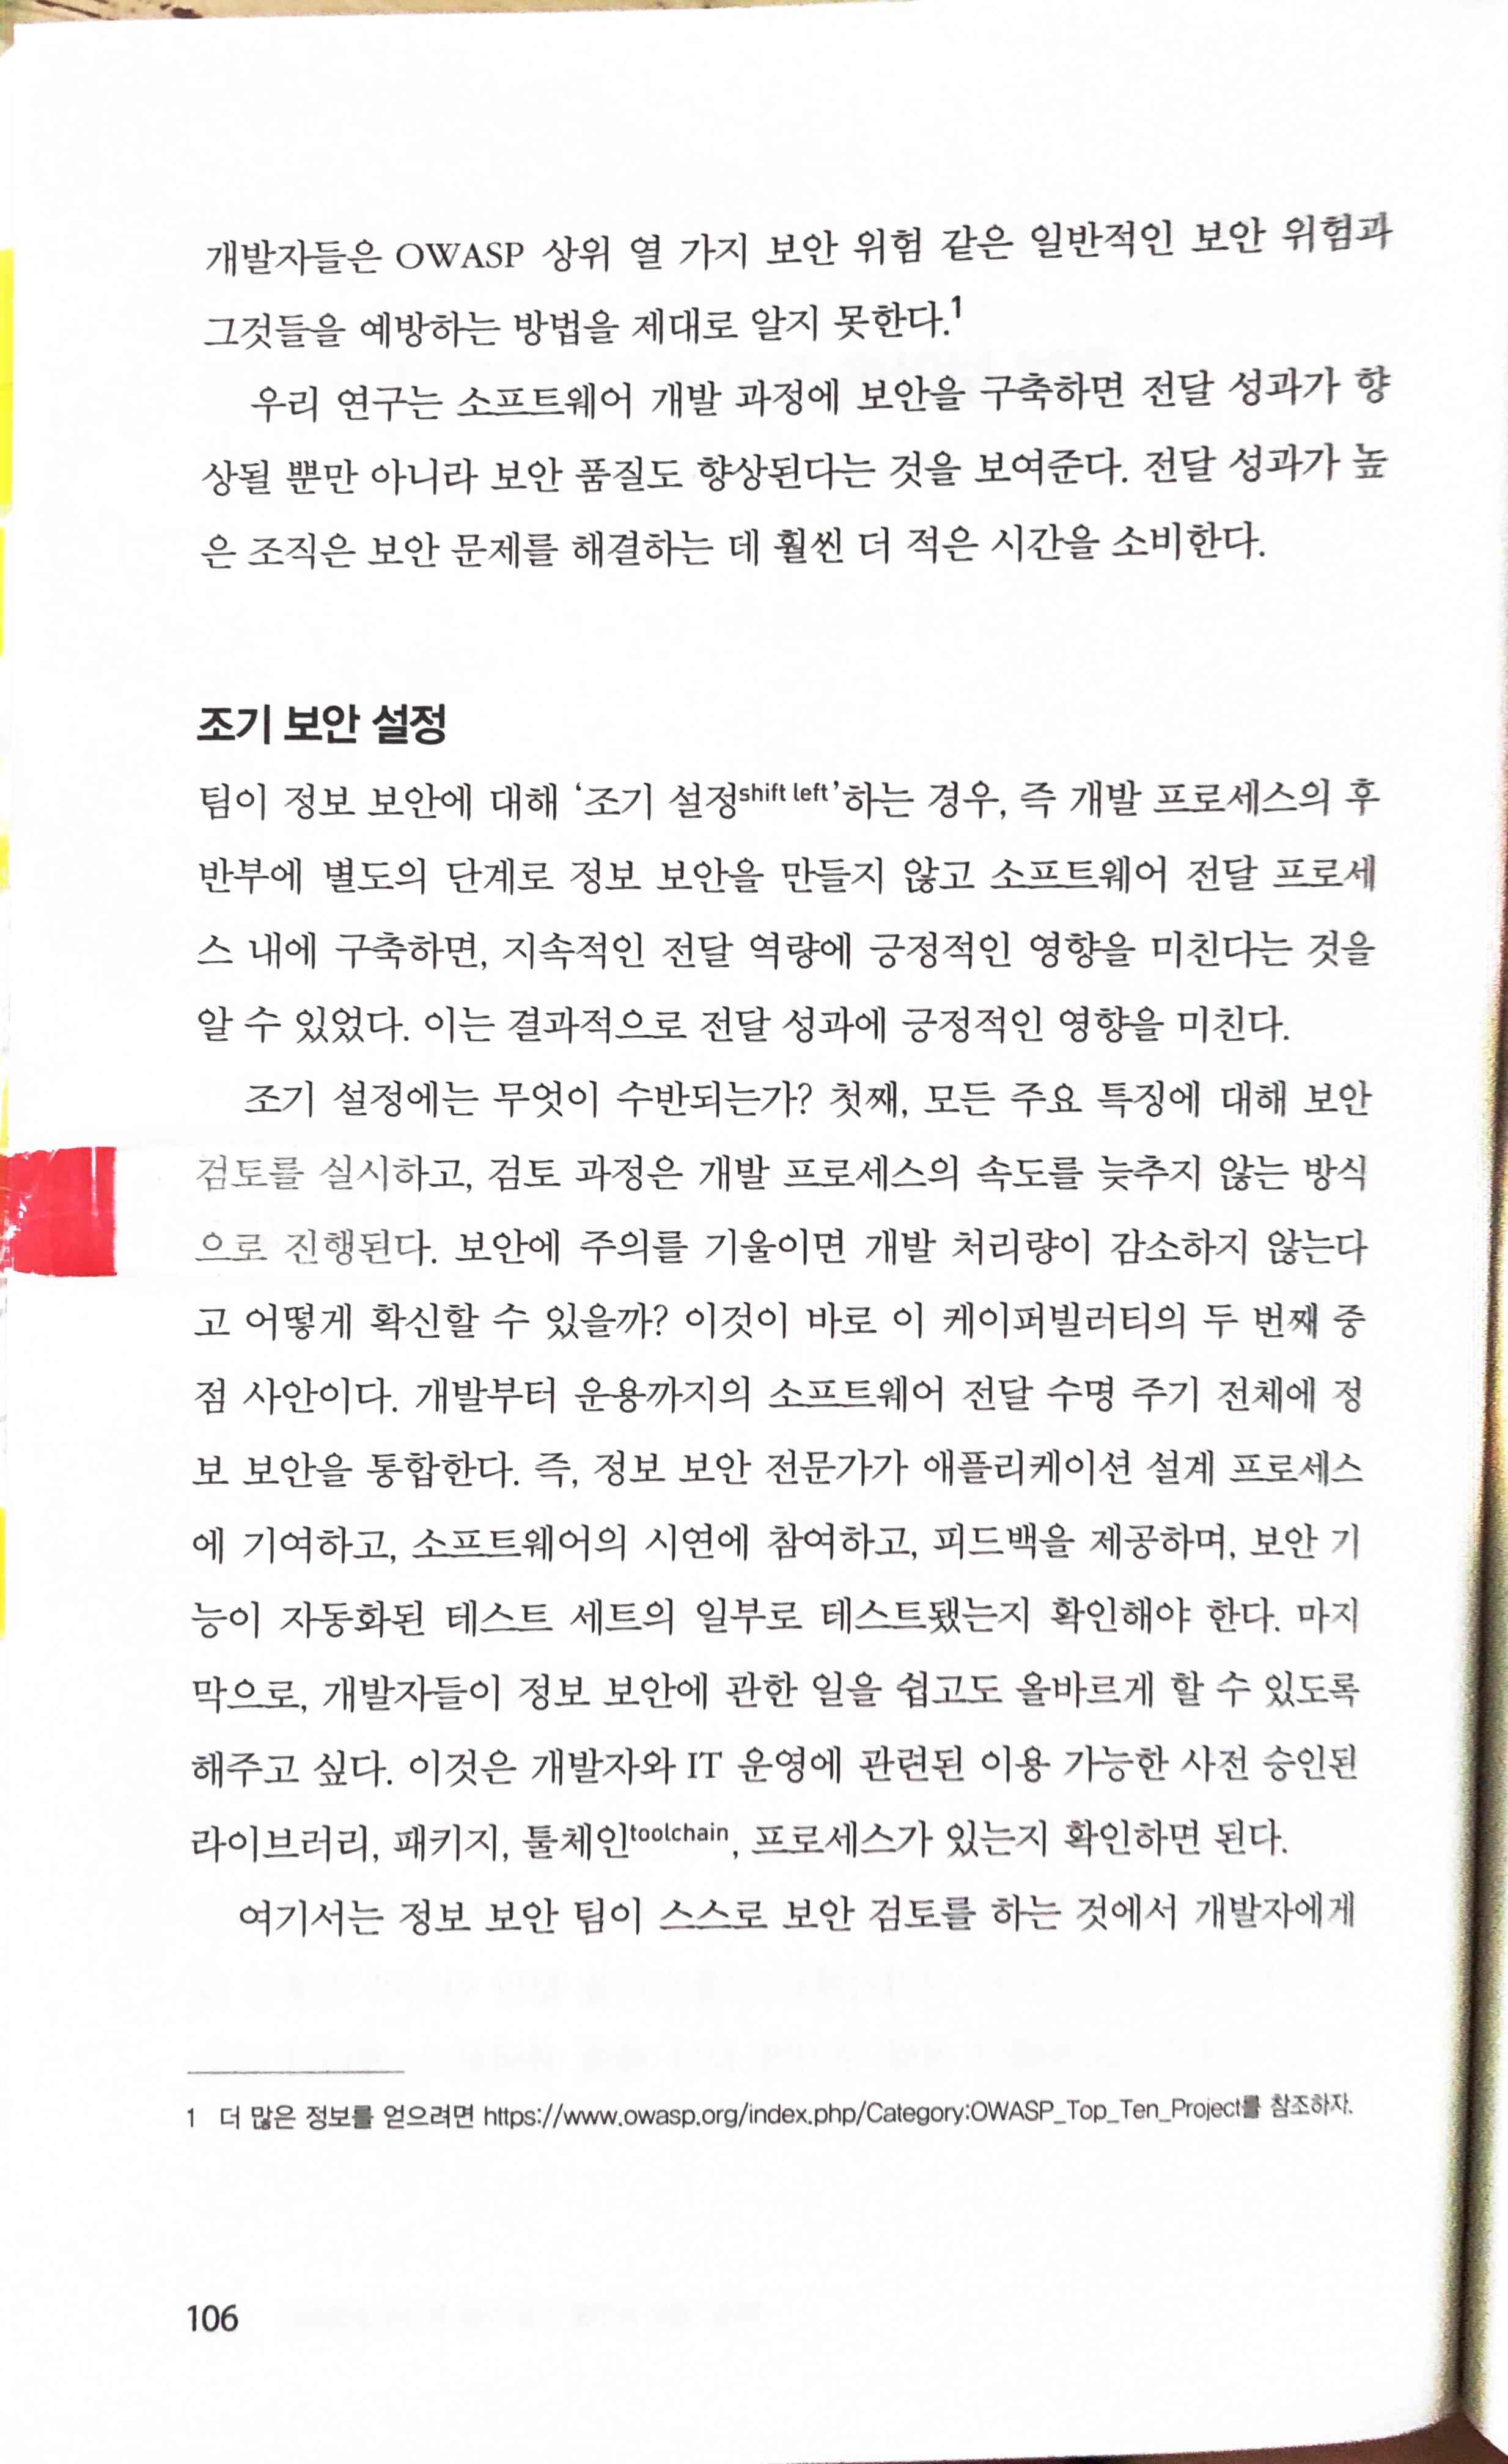 개발자들은 OWASP 상위 열 가지 보안 위험 같은 일반적인 보안 위험과
그것들을 예방하는 방법을 제대로 알지 못한다.1
우리 연구는 소프트웨어 개발 과정에 보안을 구축하면 전달 성과가 향
상될 뿐만 아니라 보안 품질도 향상된다는 것을 보여준다. 전달 성과가 높
은 조직은 보안 문제를 해결하는 데 훨씬 더 적은 시간을 소비한다.
조기 보안 설정
팀이 정보 보안에 대해 ‘조기 설정shift left’하는 경우, 즉 개발 프로세스의 후
반부에 별도의 단계로 정보 보안을 만들지 않고 소프트웨어 전달 프로세
스 내에 구축하면, 지속적인 전달 역량에 긍정적인 영향을 미친다는 것을
알 수 있었다. 이는 결과적으로 전달 성과에 긍정적인 영향을 미친다.
조기 설정에는 무엇이 수반되는가? 첫째, 모든 주요 특징에 대해 보안
검토를 실시하고, 검토 과정은 개발 프로세스의 속도를 늦추지 않는 방식
으로 진행된다. 보안에 주의를 기울이면 개발 처리량이 감소하지 않는다
고 어떻게 확신할 수 있을까? 이것이 바로 이 케이퍼빌러티의 두 번째 중
점 사안이다. 개발부터 운용까지의 소프트웨어 전달 수명 주기 전체에 정
보 보안을 통합한다. 즉, 정보 보안 전문가가 애플리케이션 설계 프로세스
에 기여하고, 소프트웨어의 시연에 참여하고, 피드백을 제공하며, 보안 기
능이 자동화된 테스트 세트의 일부로 테스트됐는지 확인해야 한다. 마지
막으로, 개발자들이 정보 보안에 관한 일을 쉽고도 올바르게 할 수 있도록
해주고 싶다. 이것은 개발자와 IT 운영에 관련된 이용 가능한 사전 승인된
라이브러리, 패키지, 툴체인toolchain, 프로세스가 있는지 확인하면 된다.
여기서는 정보 보안 팀이 스스로 보안 검토를 하는 것에서 개발자에게
1 더 많은 정보를 얻으려면 https://www.owasp.org/index.php/Category:OWASP_Top_Ten_Project를 참조하자.
106